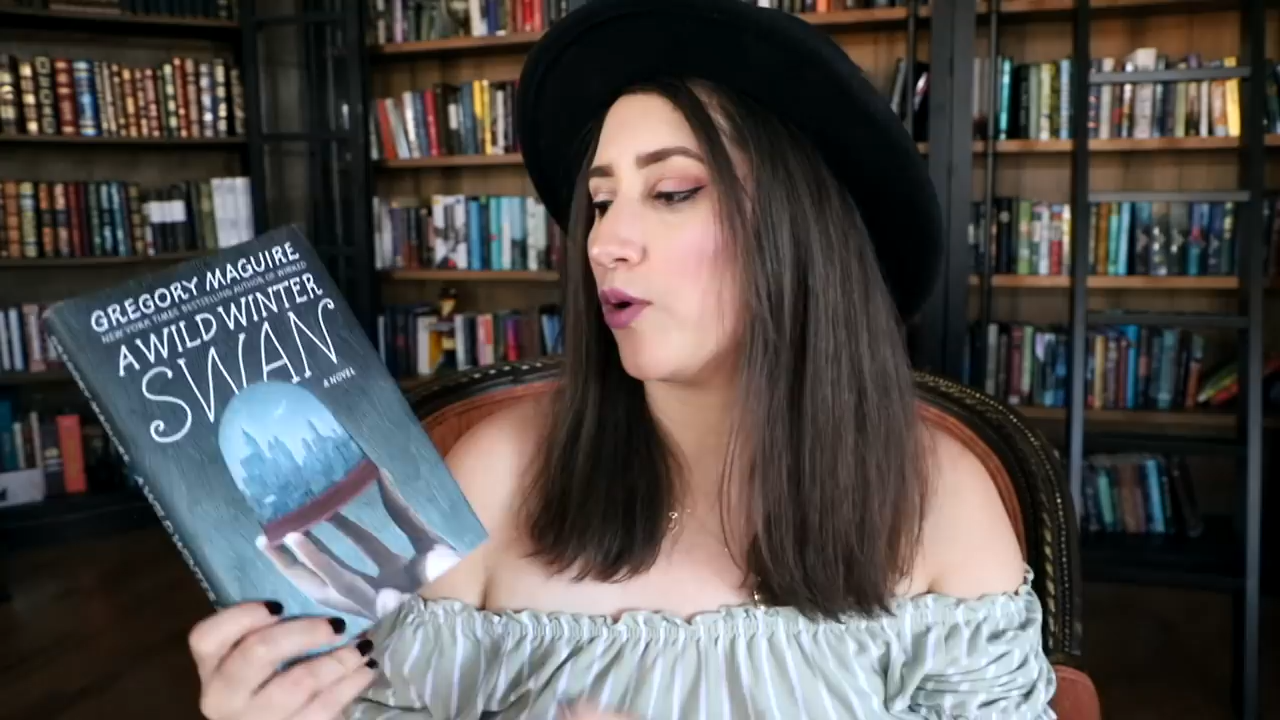 GREGORY MAGUIRE
NEW YORK TIMES BESTSELLING AUTHOR OF WICKED
A WILD WINTER
SWAN
A NOVEL